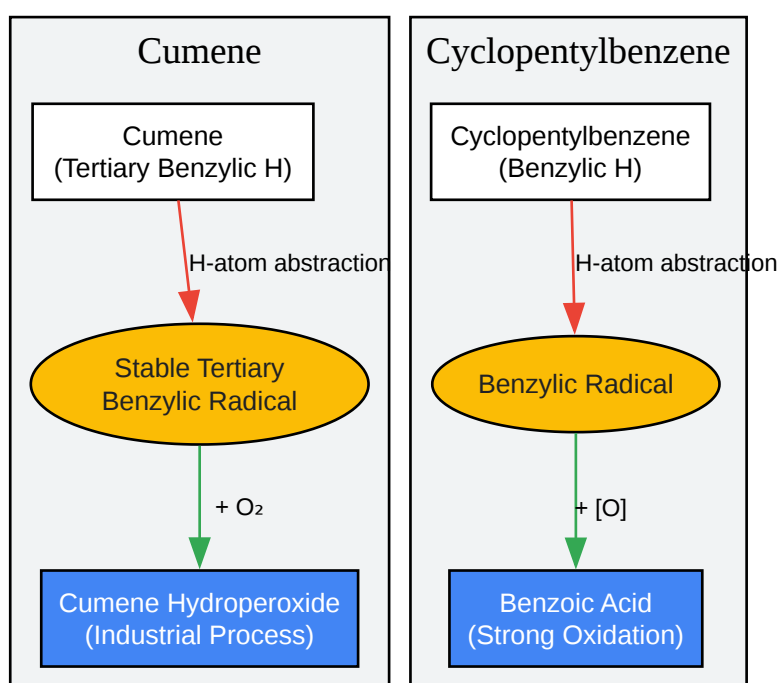 Cumene
Cumene
(Tertiary Benzylic H)
H-atom abstraction
Stable Tertiary
Benzylic Radical
+ O₂
Cumene Hydroperoxide
(Industrial Process)
Cyclopentylbenzene
Cyclopentylbenzene
(Benzylic H)
H-atom abstraction
Benzylic Radical
+ [O]
Benzoic Acid
(Strong Oxidation)